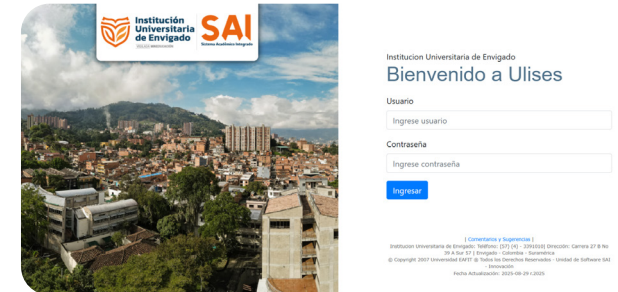 Institución
Universitaria
de Envigado
SAI
Sistema Académico Integrado
Institucion Universitaria de Envigado
Bienvenido a Ulises
Usuario
Ingrese usuario
Contraseña
Ingrese contraseña
Ingresar
[ Comentarios y Sugerencias ]
Institucion Universitaria de Envigado: Teléfono: (57) (4) - 3391010| Dirección: Carrera 27 B No
39 A Sur 57 | Envigado - Colombia - Suramérica
© Copyright 2007 Universidad EAFIT @ Todos los Derechos Reservados - Unidad de Software SAI
- Innovación
Fecha Actualización: 2025-09-29 r.2025